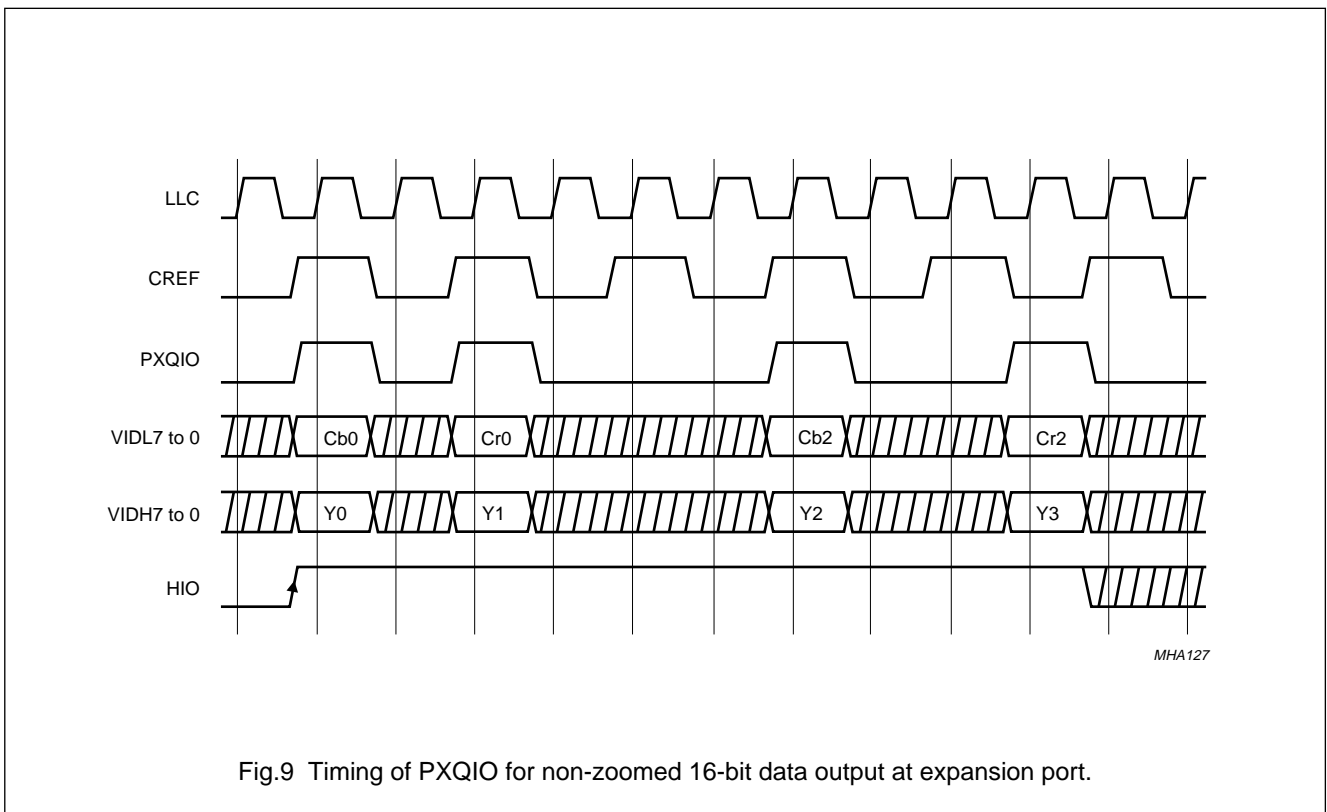 LLC
CREF
PXQIO
VIDL7 to 0
Cb0 Cr0 Cb2 Cr2
VIDH7 to 0
Y0 Y1 Y2 Y3
HIO
MHA127
Fig.9 Timing of PXQIO for non-zoomed 16-bit data output at expansion port.